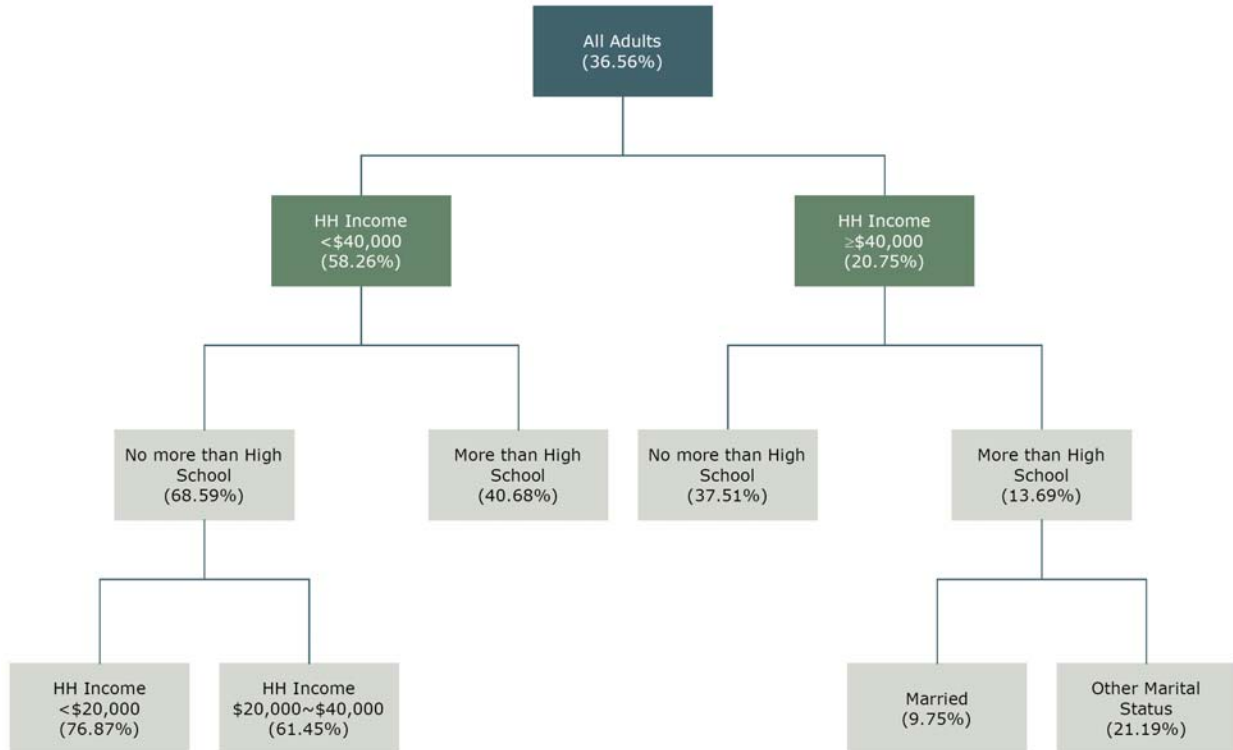 All Adults
(36.56%)
HH Income
<$40,000
(58.26%)
HH Income
≥$40,000
(20.75%)
No more than High
School
(68.59%)
More than High
School
(40.68%)
No more than High
School
(37.51%)
More than High
School
(13.69%)
HH Income
<$20,000
(76.87%)
HH Income
$20,000~$40,000
(61.45%)
Married
(9.75%)
Other Marital
Status
(21.19%)